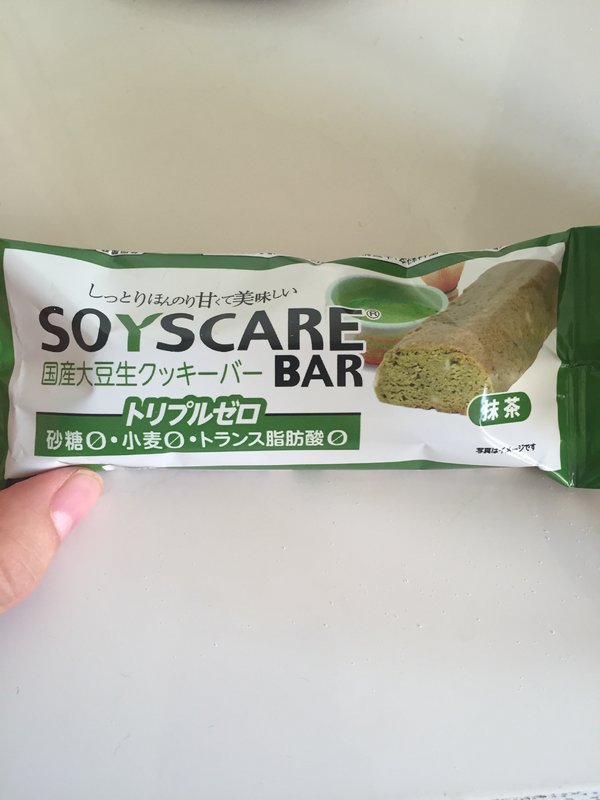 しっとりほんのり甘くて美味しい
SOYSCARE®
国産大豆生クッキーバー BAR
トリプルゼロ
砂糖0・小麦0・トランス脂肪酸0
抹茶
写真はイメージです